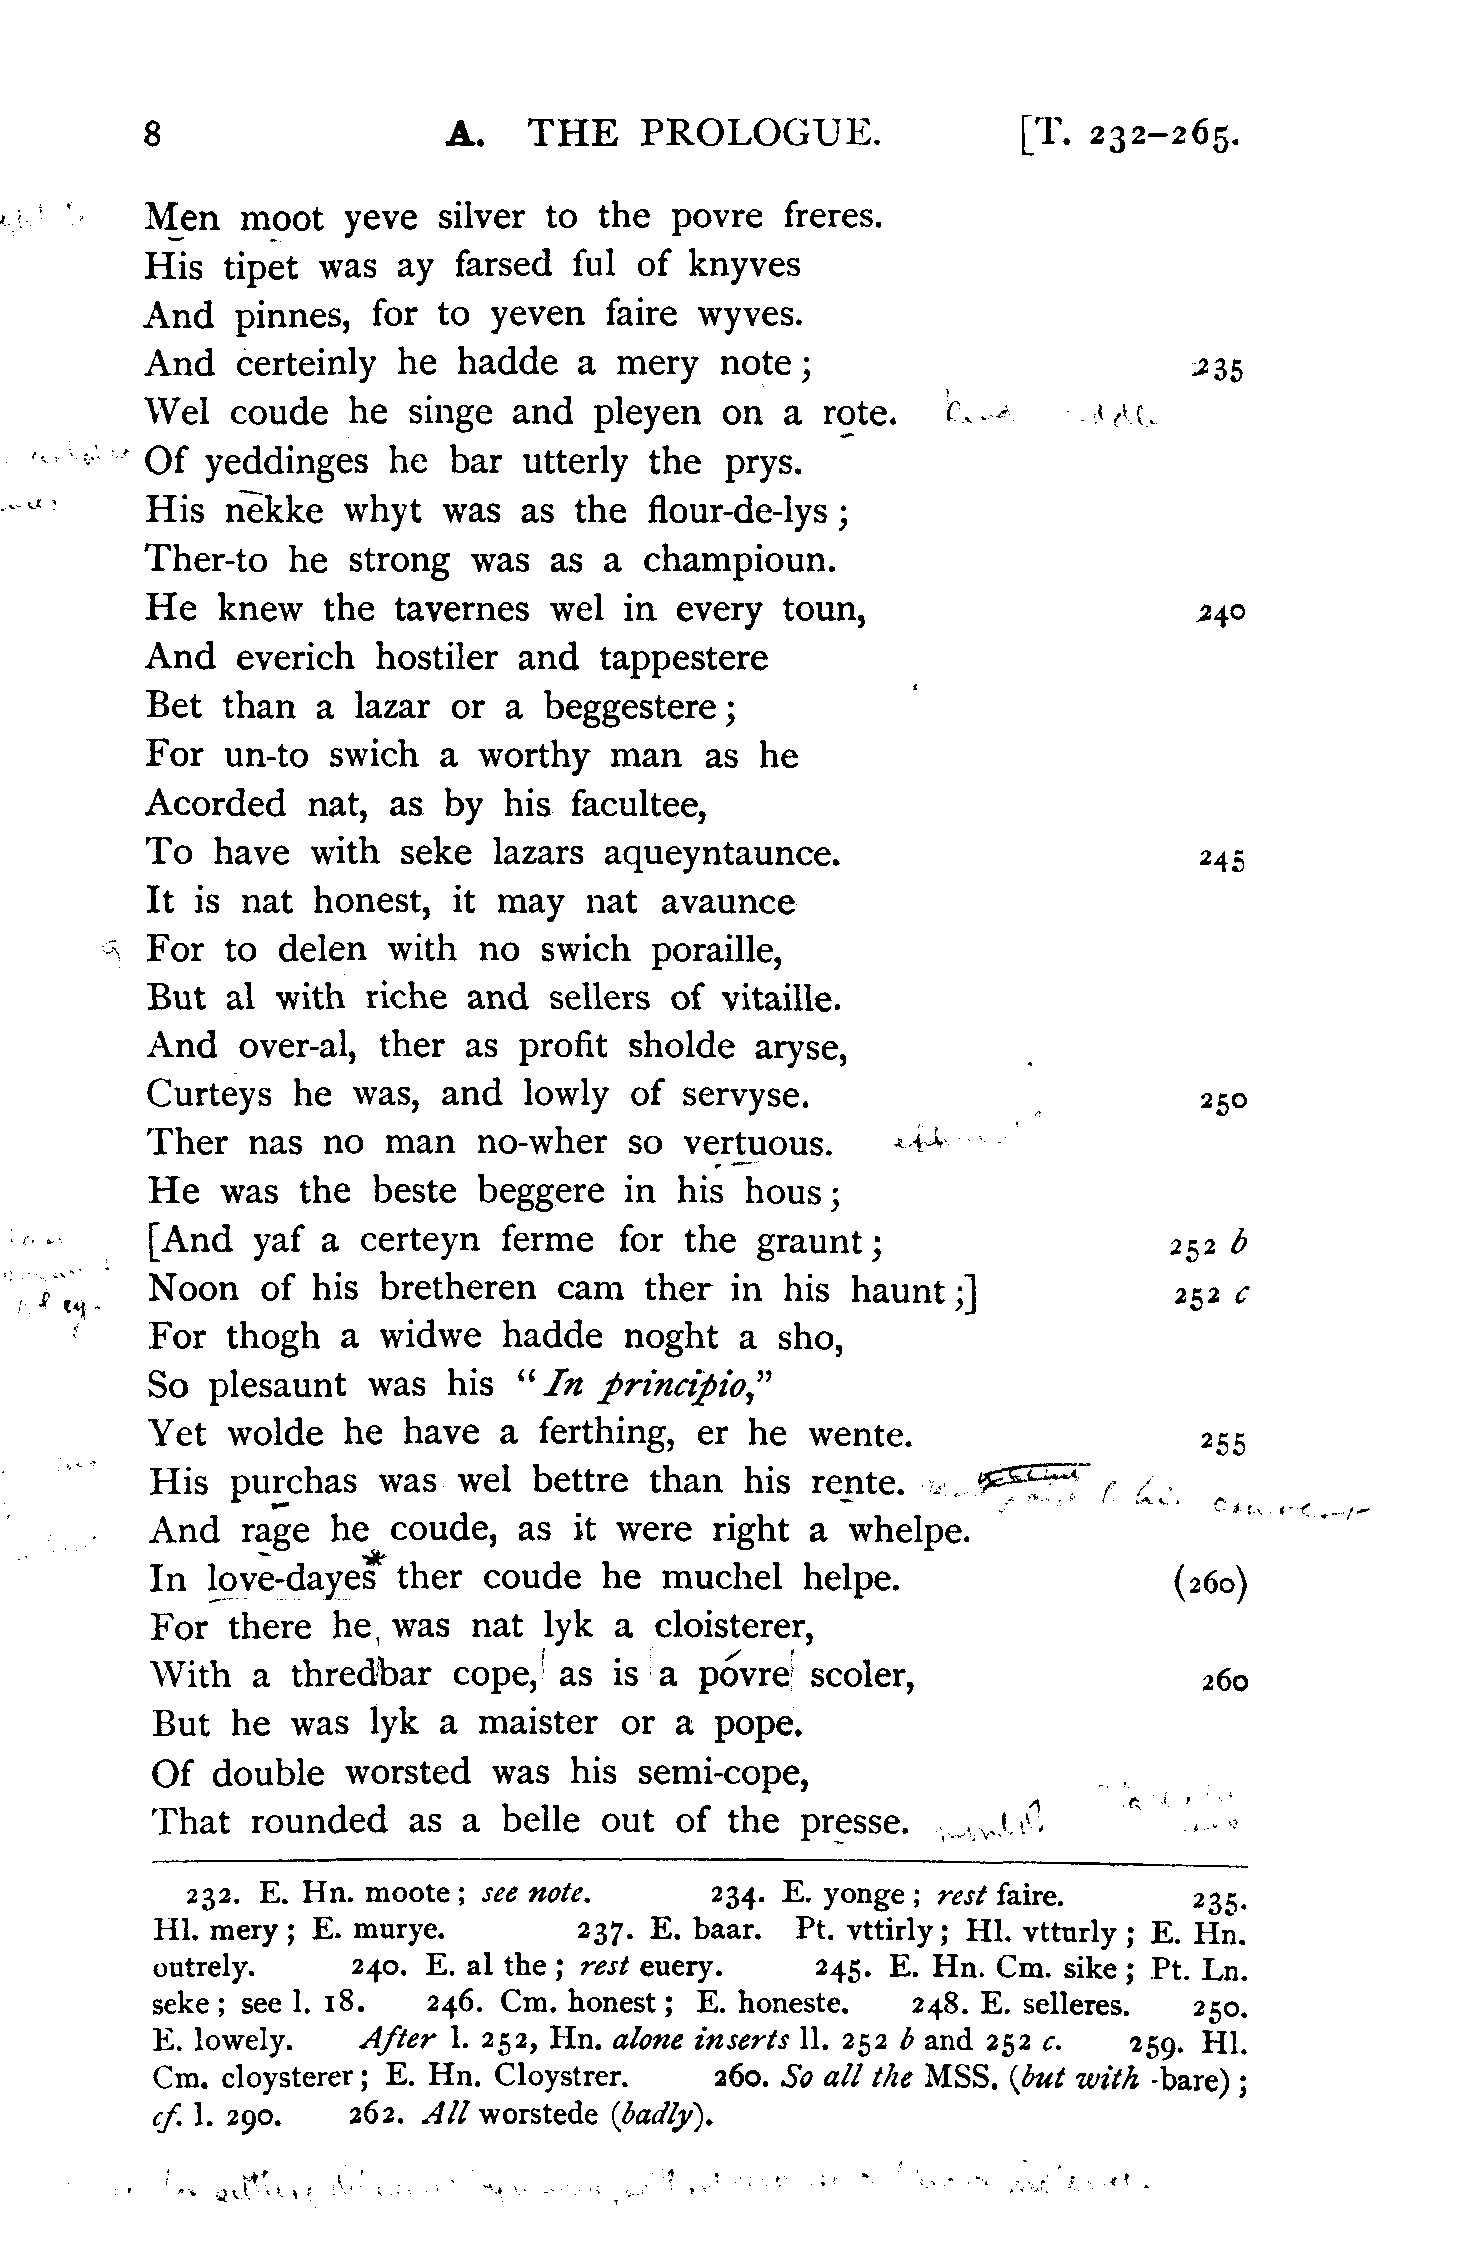 8 A. THE PROLOGUE. [T. 232–265.
Men moot yeve silver to the povre freres.
His tipet was ay farsed ful of knyves
And pinnes, for to yeven faire wyves.
And certeinly he hadde a mery note; 235
Wel coude he singe and pleyen on a rote.
Of yeddinges he bar utterly the prys.
His nekke whyt was as the flour-de-lys;
Ther-to he strong was as a champioun.
He knew the tavernes wel in every toun, 240
And everich hostiler and tappestere
Bet than a lazar or a beggestere;
For un-to swich a worthy man as he
Acorded nat, as by his facultee,
To have with seke lazars aqueyntaunce. 245
It is nat honest, it may nat avaunce
For to delen with no swich poraille,
But al with riche and sellers of vitaille.
And over-al, ther as profit sholde aryse,
Curteys he was, and lowly of servyse. 250
Ther nas no man no-wher so vertuous.
He was the beste beggere in his hous;
[And yaf a certeyn ferme for the graunt; 252 b
Noon of his bretheren cam ther in his haunt;] 252 c
For thogh a widwe hadde noght a sho,
So plesaunt was his “In principio,”
Yet wolde he have a ferthing, er he wente. 255
His purchas was wel bettre than his rente.
And rage he coude, as it were right a whelpe.
In love-dayes* ther coude he muchel helpe. (260)
For there he was nat lyk a cloisterer,
With a thredbar cope, as is a povre scoler, 260
But he was lyk a maister or a pope.
Of double worsted was his semi-cope,
That rounded as a belle out of the presse.
232. E. Hn. moote; see note. 234. E. yonge; rest faire. 235.
Hl. mery; E. murye. 237. E. baar. Pt. vttirly; Hl. vtturly; E. Hn.
outrely. 240. E. al the; rest euery. 245. E. Hn. Cm. sike; Pt. Ln.
seke; see l. 18. 246. Cm. honest; E. honeste. 248. E. selleres. 250.
E. lowely. After l. 252, Hn. alone inserts ll. 252 b and 252 c. 259. Hl.
Cm. cloysterer; E. Hn. Cloystrer. 260. So all the MSS. (but with -bare);
cf. l. 290. 262. All worstede (badly).